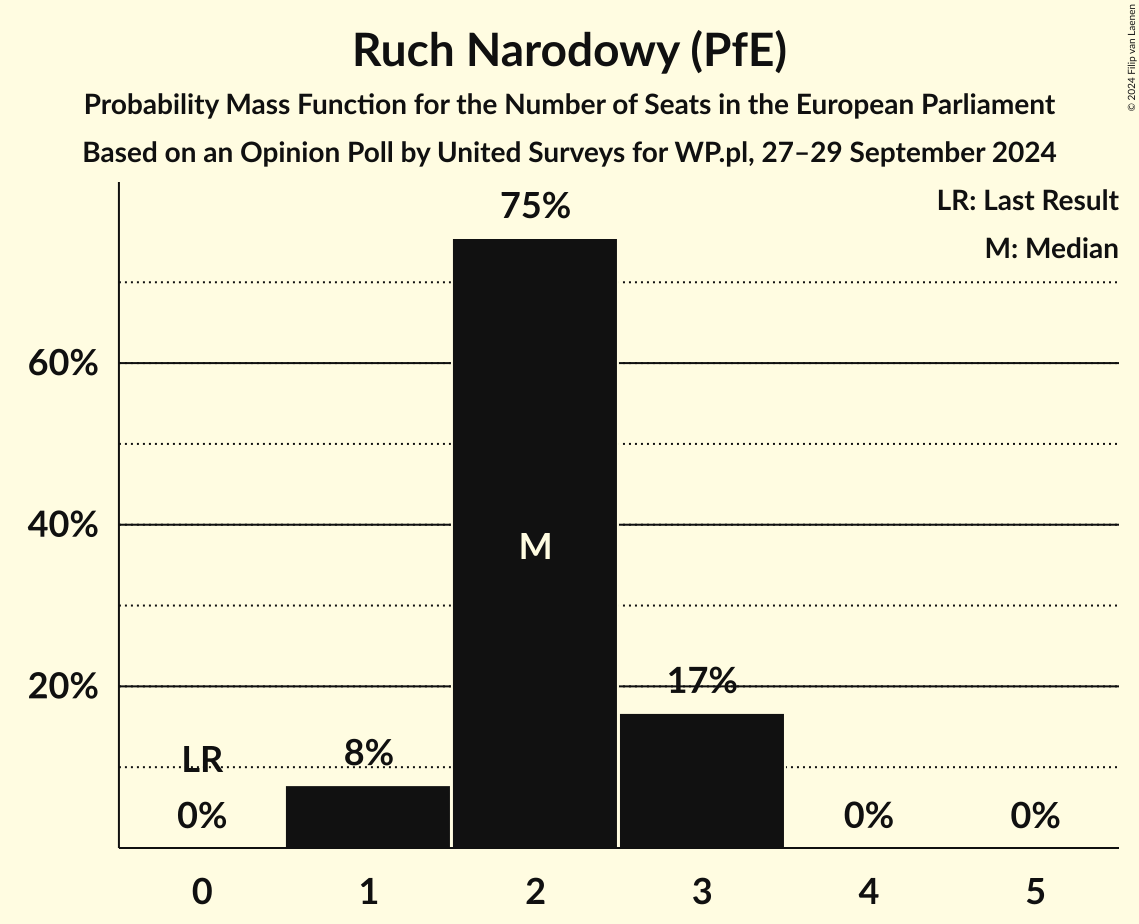 Ruch Narodowy (PfE)
Probability Mass Function for the Number of Seats in the European Parliament
Based on an Opinion Poll by United Surveys for WP.pl, 27–29 September 2024
© 2024 Filip van Laenen
LR: Last Result
M: Median
75%
60%
40%
M
20%
17%
LR
8%
0%
0%
0%
0
1
2
3
4
5